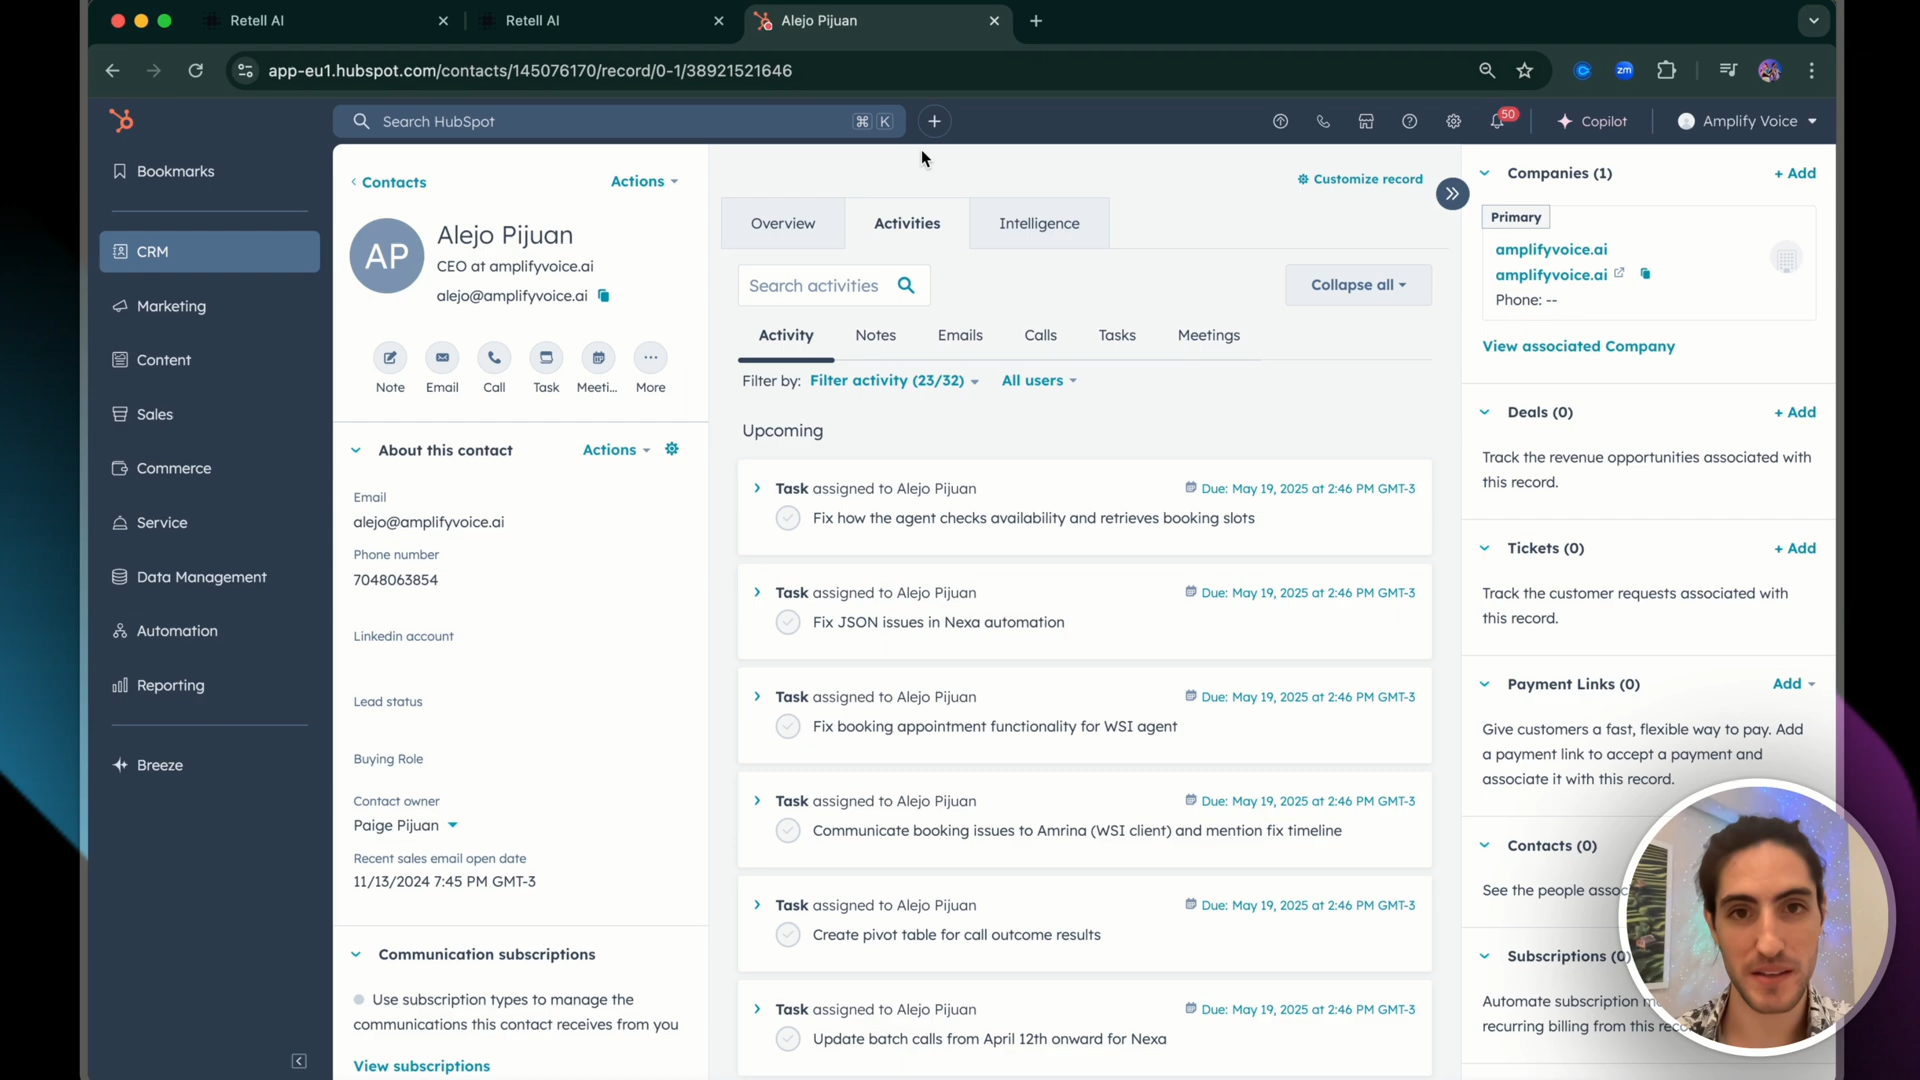 Retell AI
Retell AI
Alejo Pijuan
app-eu1.hubspot.com/contacts/145076170/record/0-1/38921521646
zm
Search HubSpot
⌘ K
50
Copilot
Amplify Voice
Bookmarks
CRM
Marketing
Content
Sales
Commerce
Service
Data Management
Automation
Reporting
Breeze
Contacts
Actions
AP
Alejo Pijuan
CEO at amplifyvoice.ai
alejo@amplifyvoice.ai
Note
Email
Call
Task
Meeti...
More
About this contact
Actions
Email
alejo@amplifyvoice.ai
Phone number
7048063854
Linkedin account
Lead status
Buying Role
Contact owner
Paige Pijuan
Recent sales email open date
11/13/2024 7:45 PM GMT-3
Communication subscriptions
Use subscription types to manage the
communications this contact receives from you
View subscriptions
Customize record
Overview
Activities
Intelligence
Search activities
Collapse all
Activity
Notes
Emails
Calls
Tasks
Meetings
Filter by: Filter activity (23/32)
All users
Upcoming
Task assigned to Alejo Pijuan
Due: May 19, 2025 at 2:46 PM GMT-3
Fix how the agent checks availability and retrieves booking slots
Task assigned to Alejo Pijuan
Due: May 19, 2025 at 2:46 PM GMT-3
Fix JSON issues in Nexa automation
Task assigned to Alejo Pijuan
Due: May 19, 2025 at 2:46 PM GMT-3
Fix booking appointment functionality for WSI agent
Task assigned to Alejo Pijuan
Due: May 19, 2025 at 2:46 PM GMT-3
Communicate booking issues to Amrina (WSI client) and mention fix timeline
Task assigned to Alejo Pijuan
Due: May 19, 2025 at 2:46 PM GMT-3
Create pivot table for call outcome results
Task assigned to Alejo Pijuan
Due: May 19, 2025 at 2:46 PM GMT-3
Update batch calls from April 12th onward for Nexa
Companies (1)
+ Add
Primary
amplifyvoice.ai
amplifyvoice.ai
Phone: --
View associated Company
Deals (0)
+ Add
Track the revenue opportunities associated with
this record.
Tickets (0)
+ Add
Track the customer requests associated with
this record.
Payment Links (0)
Add
Give customers a fast, flexible way to pay. Add
a payment link to accept a payment and
associate it with this record.
Contacts (0)
See the people
Subscriptions (0)
Automate subscription
recurring billing from this